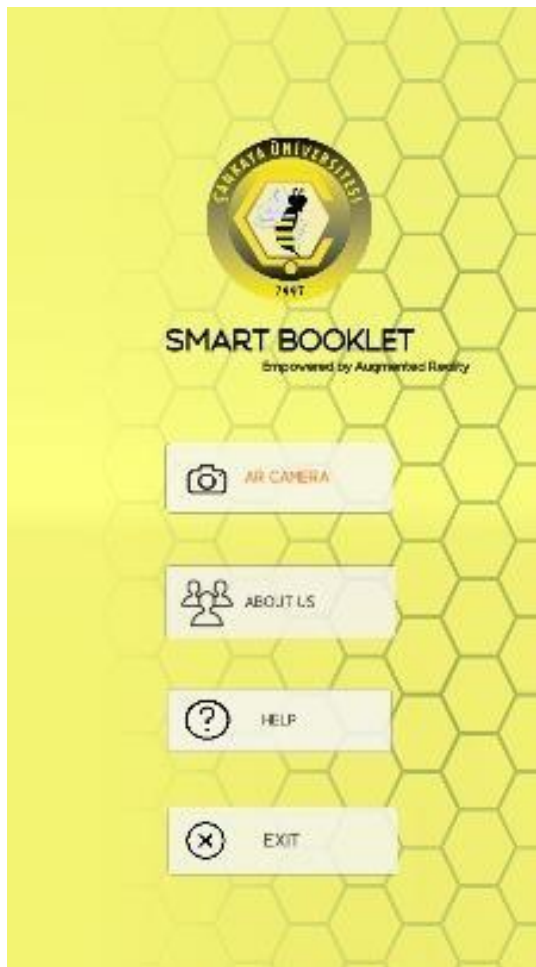 ÇANKAYA ÜNİVERSİTESİ
1997
SMART BOOKLET
Empowered by Augmented Reality
AR CAMERA
ABOUT US
HELP
EXIT